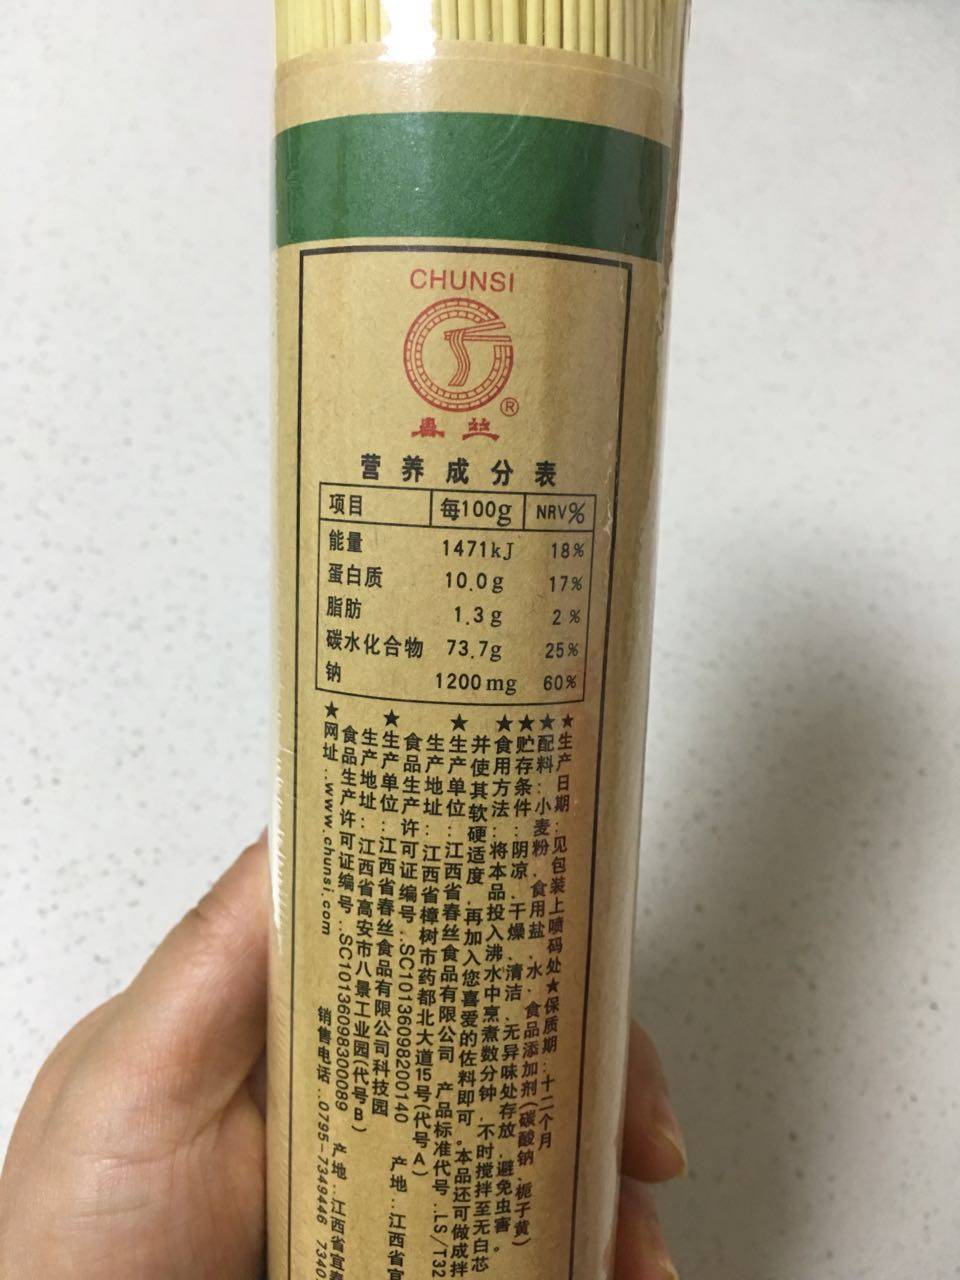 CHUNSI
®
春丝
营养成分表
项目 每100g NRV%
能量 1471kJ 18%
蛋白质 10.0g 17%
脂肪 1.3g 2%
碳水化合物 73.7g 25%
钠 1200mg 60%
★生产日期:见包装上喷码处★保质期:十二个月
★配料:小麦粉、食用盐、水、食品添加剂(碳酸钠、栀子黄)
★贮存条件:阴凉、干燥、清洁、无异味处存放,避免虫害。
★食用方法:将本品投入沸水中烹煮数分钟,不时搅拌至无白芯
并使其软硬适度,再加入您喜爱的佐料即可。本品还可做成拌
★生产单位:江西省春丝食品有限公司 产品标准代号:LS/T32
生产地址:江西省樟树市药都北大道15号(代号A)
食品生产许可证编号:SC10136098200140 产地:江西省宜
★生产单位:江西省春丝食品有限公司科技园
生产地址:江西省高安市八景工业园(代号B)
食品生产许可证编号:SC10136098300089 产地:江西省宜春
★网址:www.chunsi.com 销售电话:0795-7349446 7340